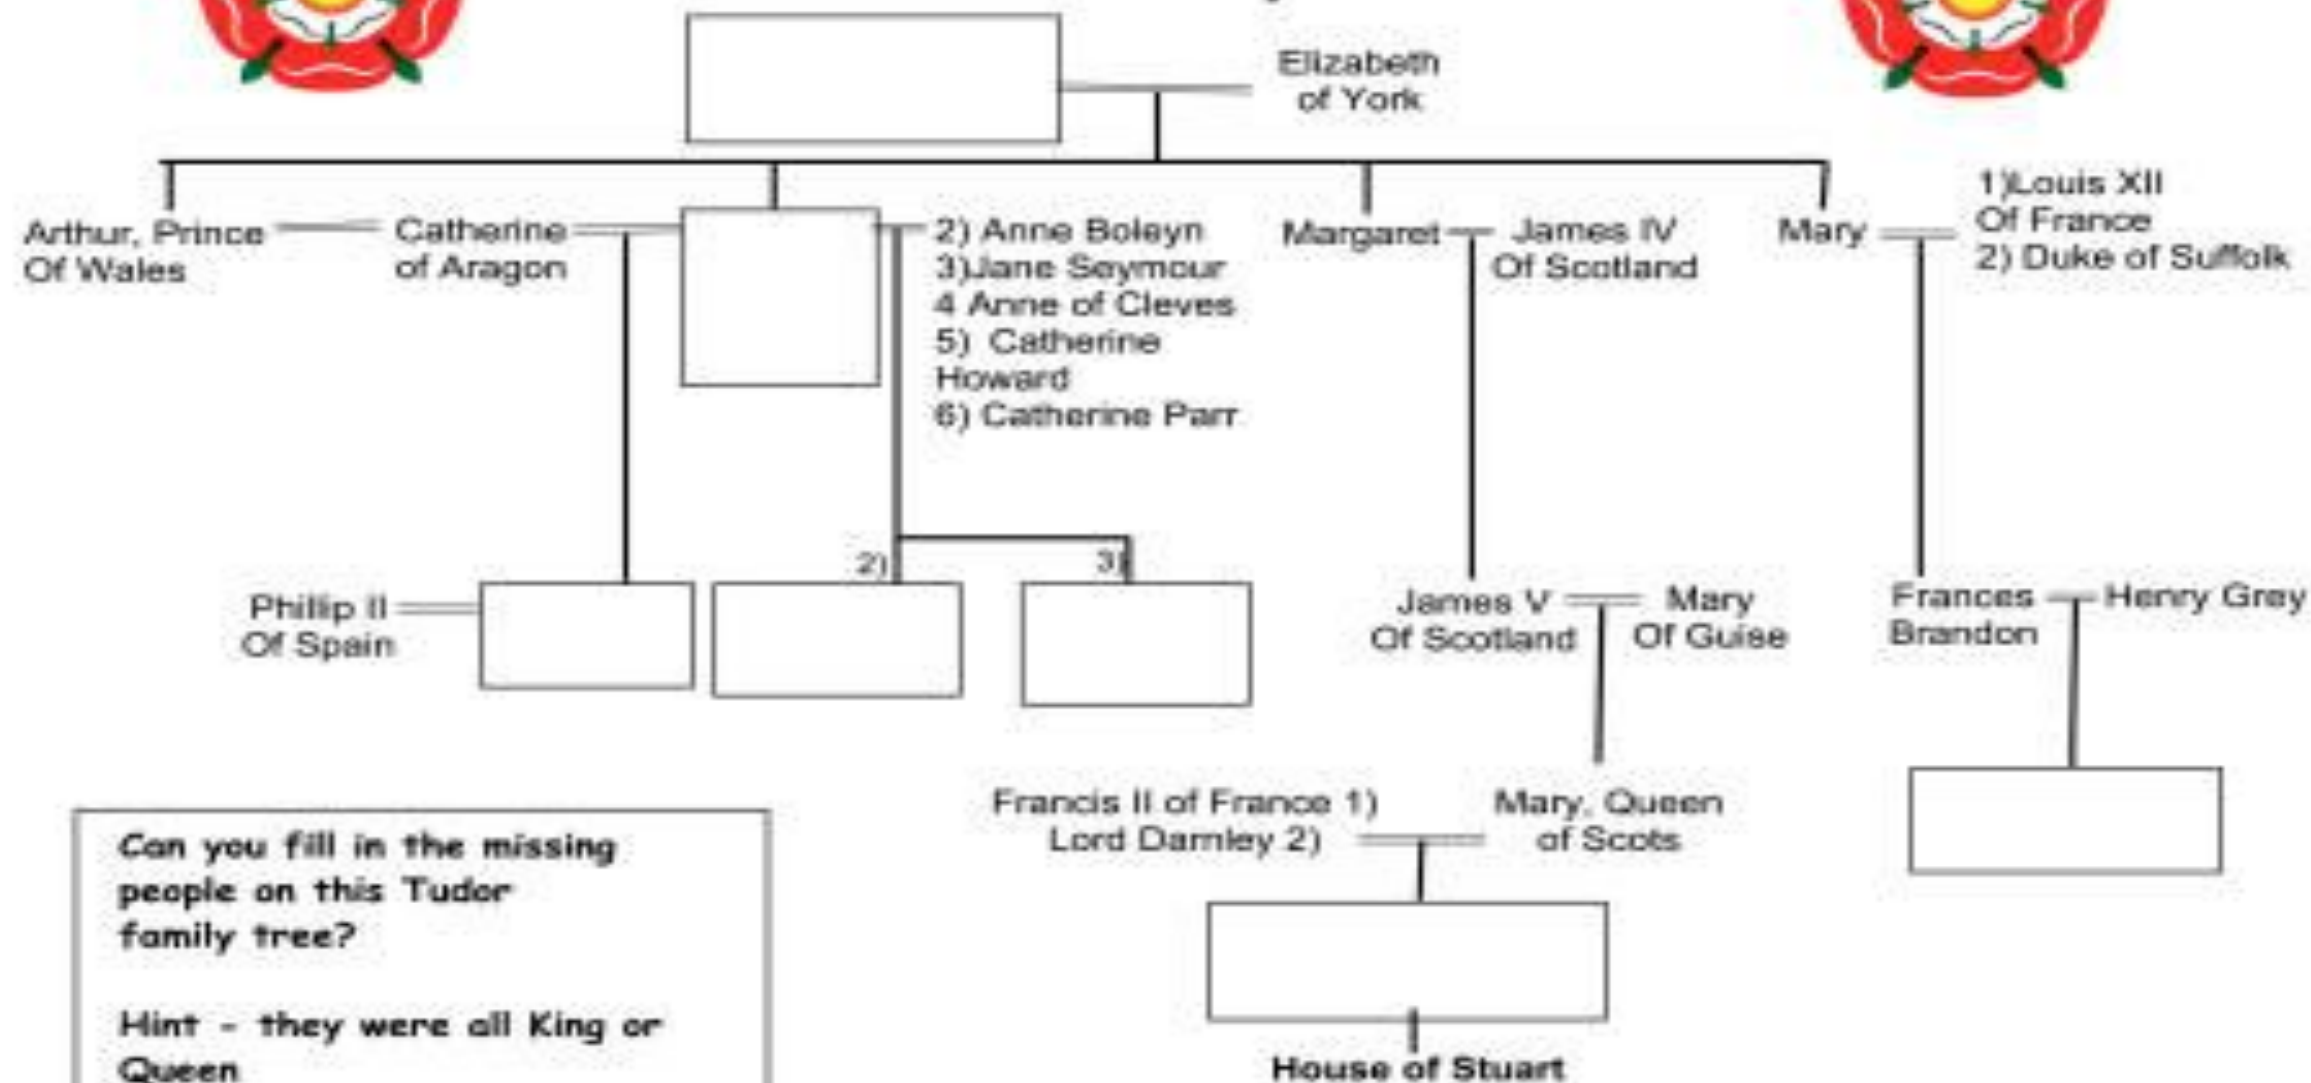 Elizabeth
of York
Arthur, Prince
Of Wales
Catherine
of Aragon
2) Anne Boleyn
3)Jane Seymour
4 Anne of Cleves
5) Catherine
Howard
6) Catherine Parr
Margaret
James IV
Of Scotland
Mary
1)Louis XII
Of France
2) Duke of Suffolk
2)
3)
Phillip II
Of Spain
James V
Of Scotland
Mary
Of Guise
Frances
Brandon
Henry Grey
Francis II of France 1)
Lord Darnley 2)
Mary, Queen
of Scots
Can you fill in the missing
people on this Tudor
family tree?
Hint - they were all King or
Queen
House of Stuart